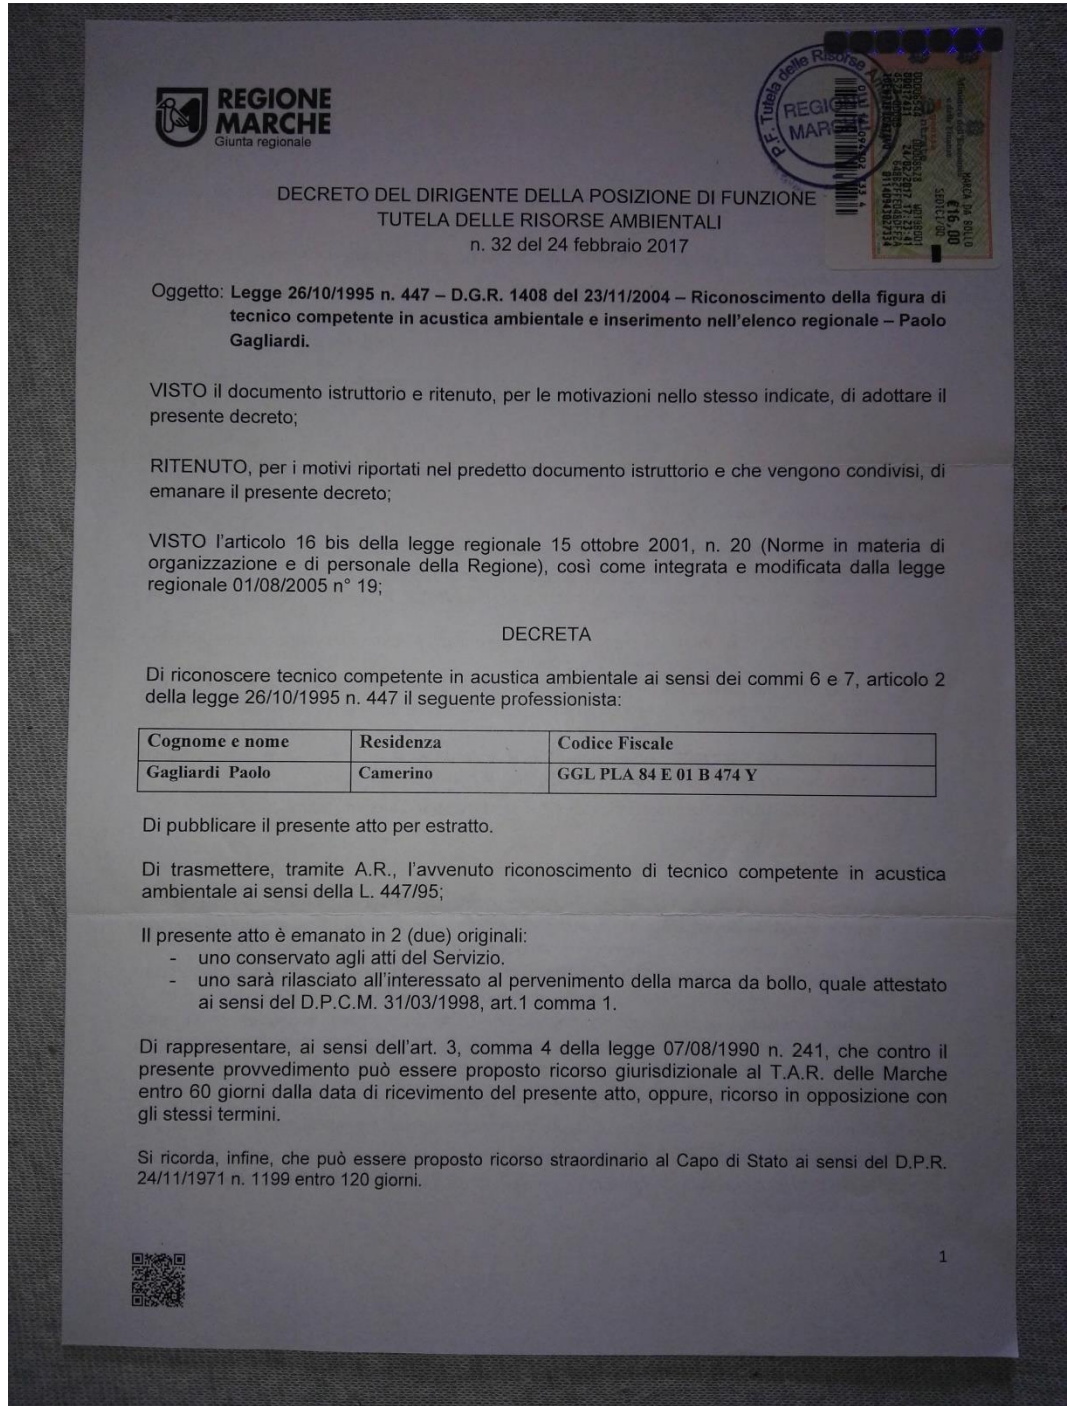 REGIONE
MARCHE
Giunta regionale
P.F. Tutela delle Risorse
REGIO
MAR
MARCA DA BOLLO
€16,00
SEDICI/00
DECRETO DEL DIRIGENTE DELLA POSIZIONE DI FUNZIONE
TUTELA DELLE RISORSE AMBIENTALI
n. 32 del 24 febbraio 2017
Oggetto: Legge 26/10/1995 n. 447 – D.G.R. 1408 del 23/11/2004 – Riconoscimento della figura di
tecnico competente in acustica ambientale e inserimento nell'elenco regionale – Paolo
Gagliardi.
VISTO il documento istruttorio e ritenuto, per le motivazioni nello stesso indicate, di adottare il
presente decreto;
RITENUTO, per i motivi riportati nel predetto documento istruttorio e che vengono condivisi, di
emanare il presente decreto;
VISTO l'articolo 16 bis della legge regionale 15 ottobre 2001, n. 20 (Norme in materia di
organizzazione e di personale della Regione), così come integrata e modificata dalla legge
regionale 01/08/2005 n° 19;
DECRETA
Di riconoscere tecnico competente in acustica ambientale ai sensi dei commi 6 e 7, articolo 2
della legge 26/10/1995 n. 447 il seguente professionista:
Cognome e nome Residenza Codice Fiscale
Gagliardi Paolo Camerino GGL PLA 84 E 01 B 474 Y
Di pubblicare il presente atto per estratto.
Di trasmettere, tramite A.R., l'avvenuto riconoscimento di tecnico competente in acustica
ambientale ai sensi della L. 447/95;
Il presente atto è emanato in 2 (due) originali:
- uno conservato agli atti del Servizio.
- uno sarà rilasciato all'interessato al pervenimento della marca da bollo, quale attestato
ai sensi del D.P.C.M. 31/03/1998, art.1 comma 1.
Di rappresentare, ai sensi dell'art. 3, comma 4 della legge 07/08/1990 n. 241, che contro il
presente provvedimento può essere proposto ricorso giurisdizionale al T.A.R. delle Marche
entro 60 giorni dalla data di ricevimento del presente atto, oppure, ricorso in opposizione con
gli stessi termini.
Si ricorda, infine, che può essere proposto ricorso straordinario al Capo di Stato ai sensi del D.P.R.
24/11/1971 n. 1199 entro 120 giorni.
1